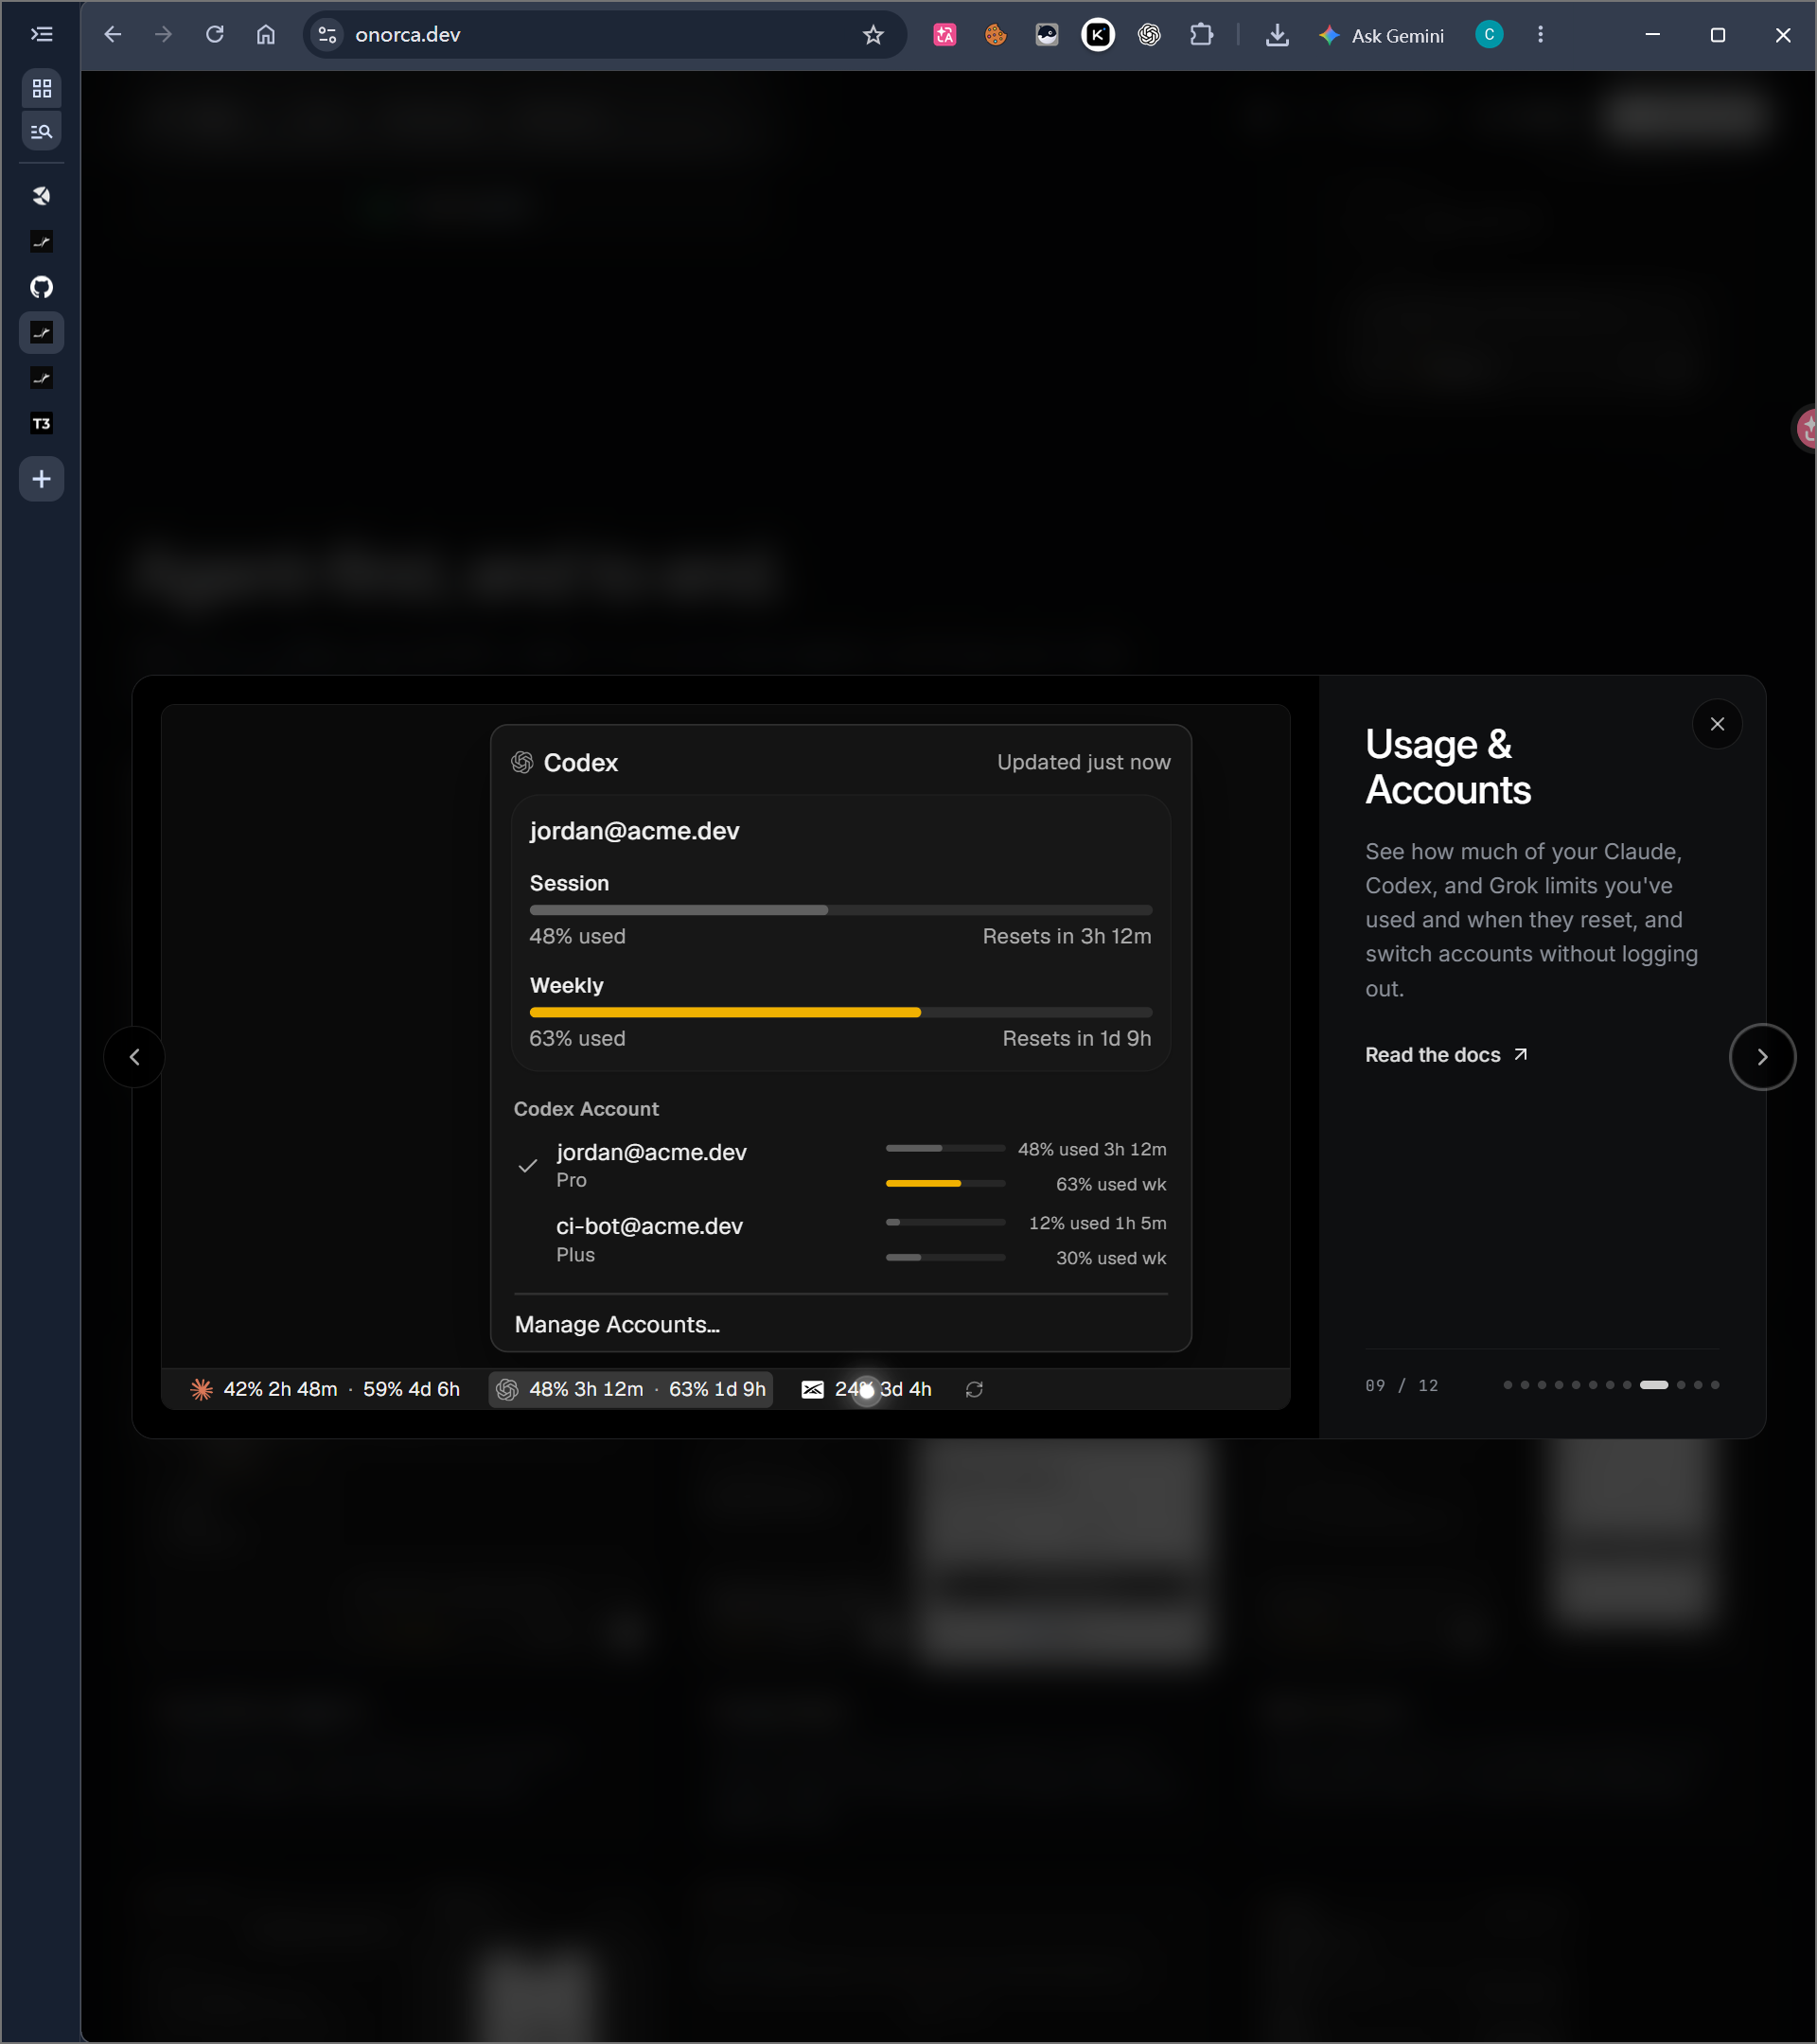 onorca.dev
Ask Gemini
C
T3
Codex
Updated just now
jordan@acme.dev
Session
48% used
Resets in 3h 12m
Weekly
63% used
Resets in 1d 9h
Codex Account
jordan@acme.dev
48% used 3h 12m
Pro
63% used wk
ci-bot@acme.dev
12% used 1h 5m
Plus
30% used wk
Manage Accounts...
42% 2h 48m · 59% 4d 6h
48% 3h 12m · 63% 1d 9h
24% 3d 4h
Usage &
Accounts
See how much of your Claude,
Codex, and Grok limits you've
used and when they reset, and
switch accounts without logging
out.
Read the docs
09 / 12